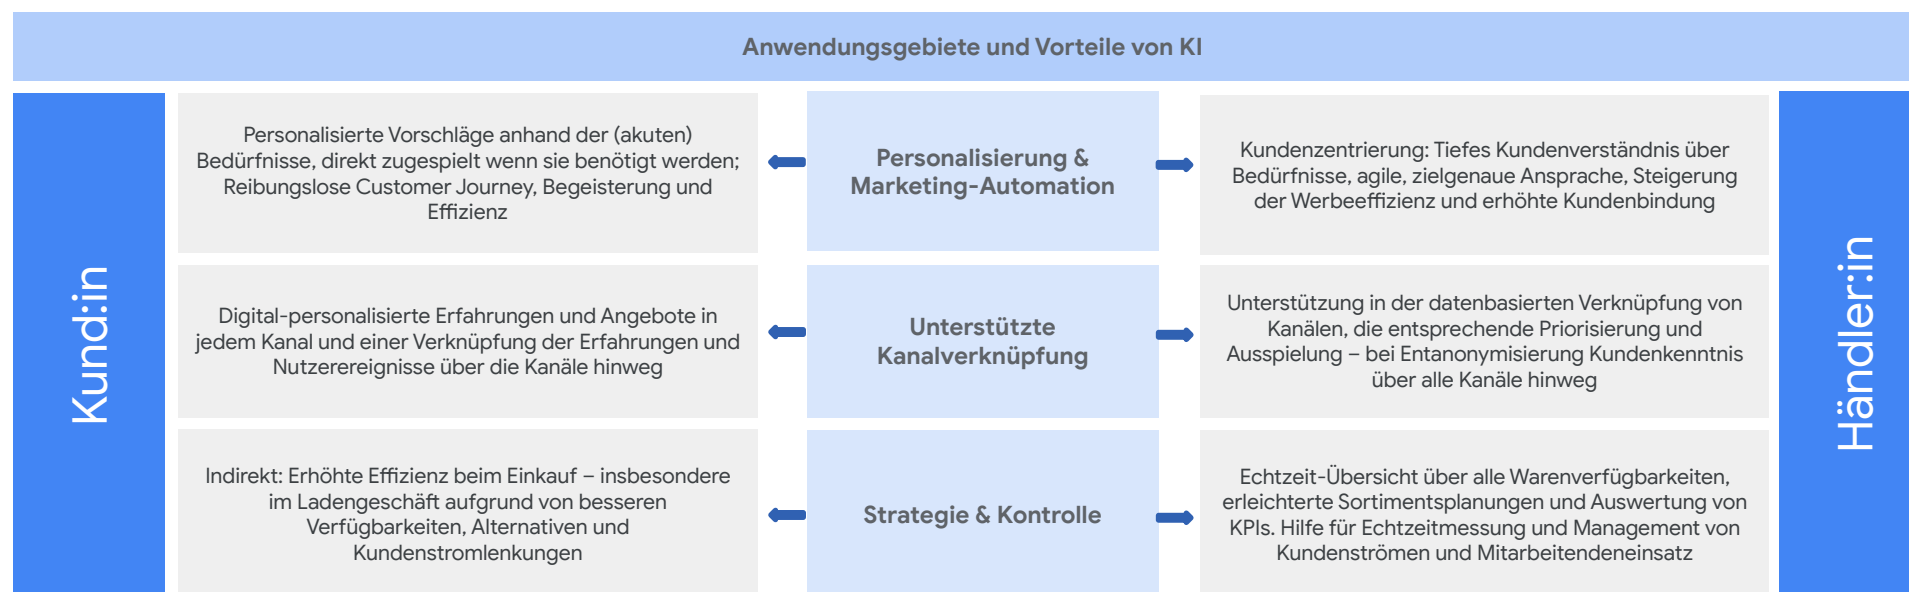 Anwendungsgebiete und Vorteile von KI
Kund:in
Personalisierte Vorschläge anhand der (akuten)
Bedürfnisse, direkt zugespielt wenn sie benötigt werden;
Reibungslose Customer Journey, Begeisterung und
Effizienz
Personalisierung &
Marketing-Automation
Kundenzentrierung: Tiefes Kundenverständnis über
Bedürfnisse, agile, zielgenaue Ansprache, Steigerung
der Werbeeffizienz und erhöhte Kundenbindung
Digital-personalisierte Erfahrungen und Angebote in
jedem Kanal und einer Verknüpfung der Erfahrungen und
Nutzerereignisse über die Kanäle hinweg
Unterstützte
Kanalverknüpfung
Unterstützung in der datenbasierten Verknüpfung von
Kanälen, die entsprechende Priorisierung und
Ausspielung – bei Entanonymisierung Kundenkenntnis
über alle Kanäle hinweg
Indirekt: Erhöhte Effizienz beim Einkauf – insbesondere
im Ladengeschäft aufgrund von besseren
Verfügbarkeiten, Alternativen und
Kundenstromlenkungen
Strategie & Kontrolle
Echtzeit-Übersicht über alle Warenverfügbarkeiten,
erleichterte Sortimentsplanungen und Auswertung von
KPIs. Hilfe für Echtzeitmessung und Management von
Kundenströmen und Mitarbeitendeneinsatz
Händler:in